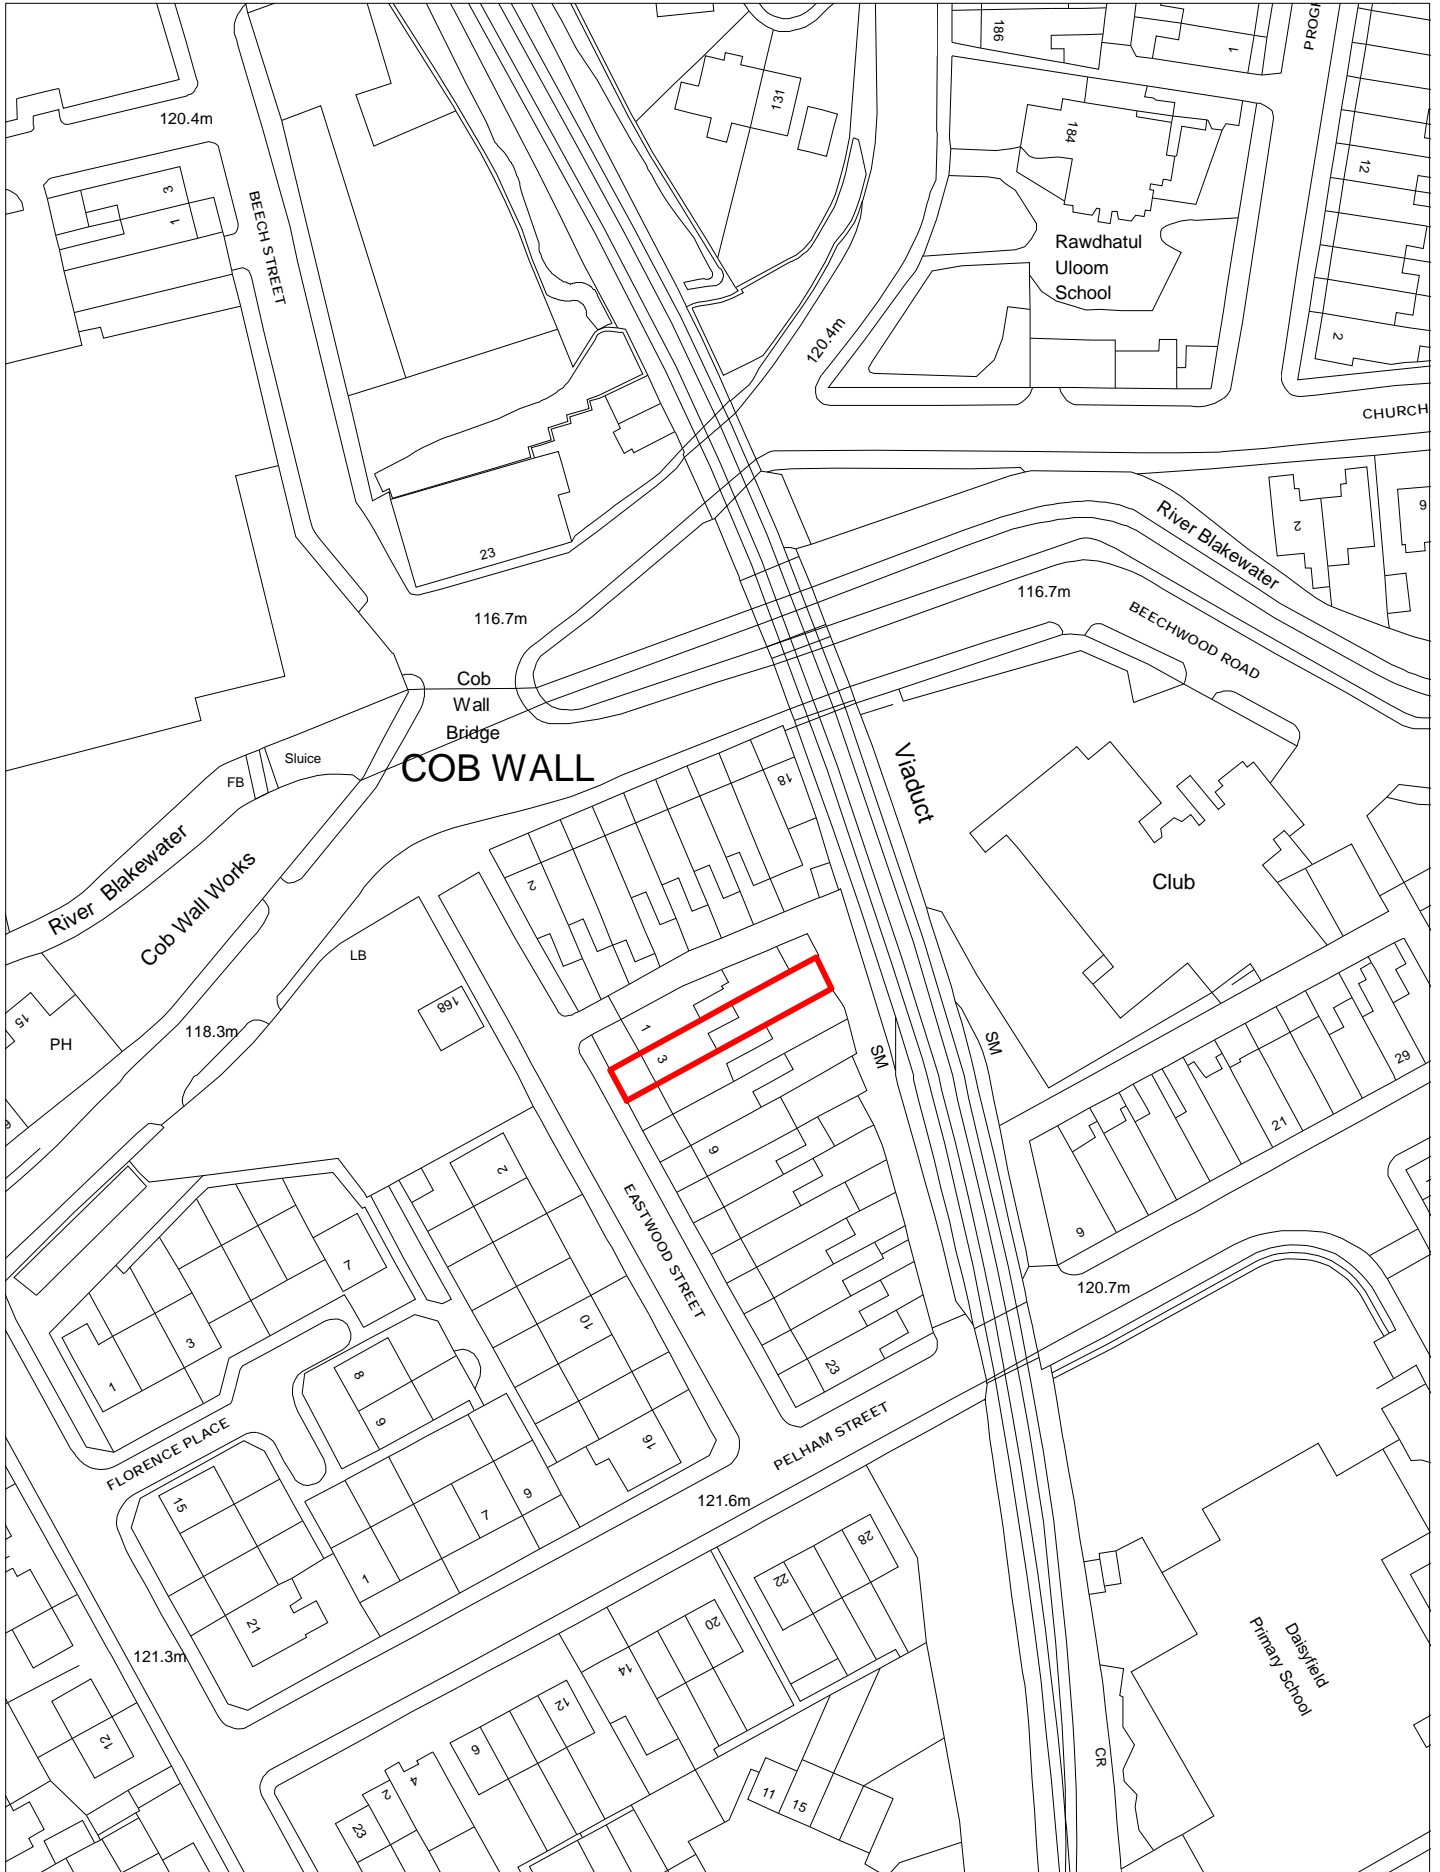 186
1
PROG
131
120.4m
184
12
3
1
BEECH STREET
Rawdhatul
Uloom
School
120.4m
2
CHURCH
River Blakewater
2
9
23
116.7m
116.7m
BEECHWOOD ROAD
Cob
Wall
Bridge
COB WALL
Sluice
FB
18
Viaduct
River Blakewater
Cob Wall Works
2
Club
LB
168
15
PH
118.3m
1
3
SM
SM
29
21
9
9
2
EASTWOOD STREET
9
7
3
1
10
120.7m
8
9
23
16
PELHAM STREET
FLORENCE PLACE
15
7
9
121.6m
1
21
28
22
20
14
121.3m
Daisyfield
Primary School
12
12
6
4
2
23
11
15
CR